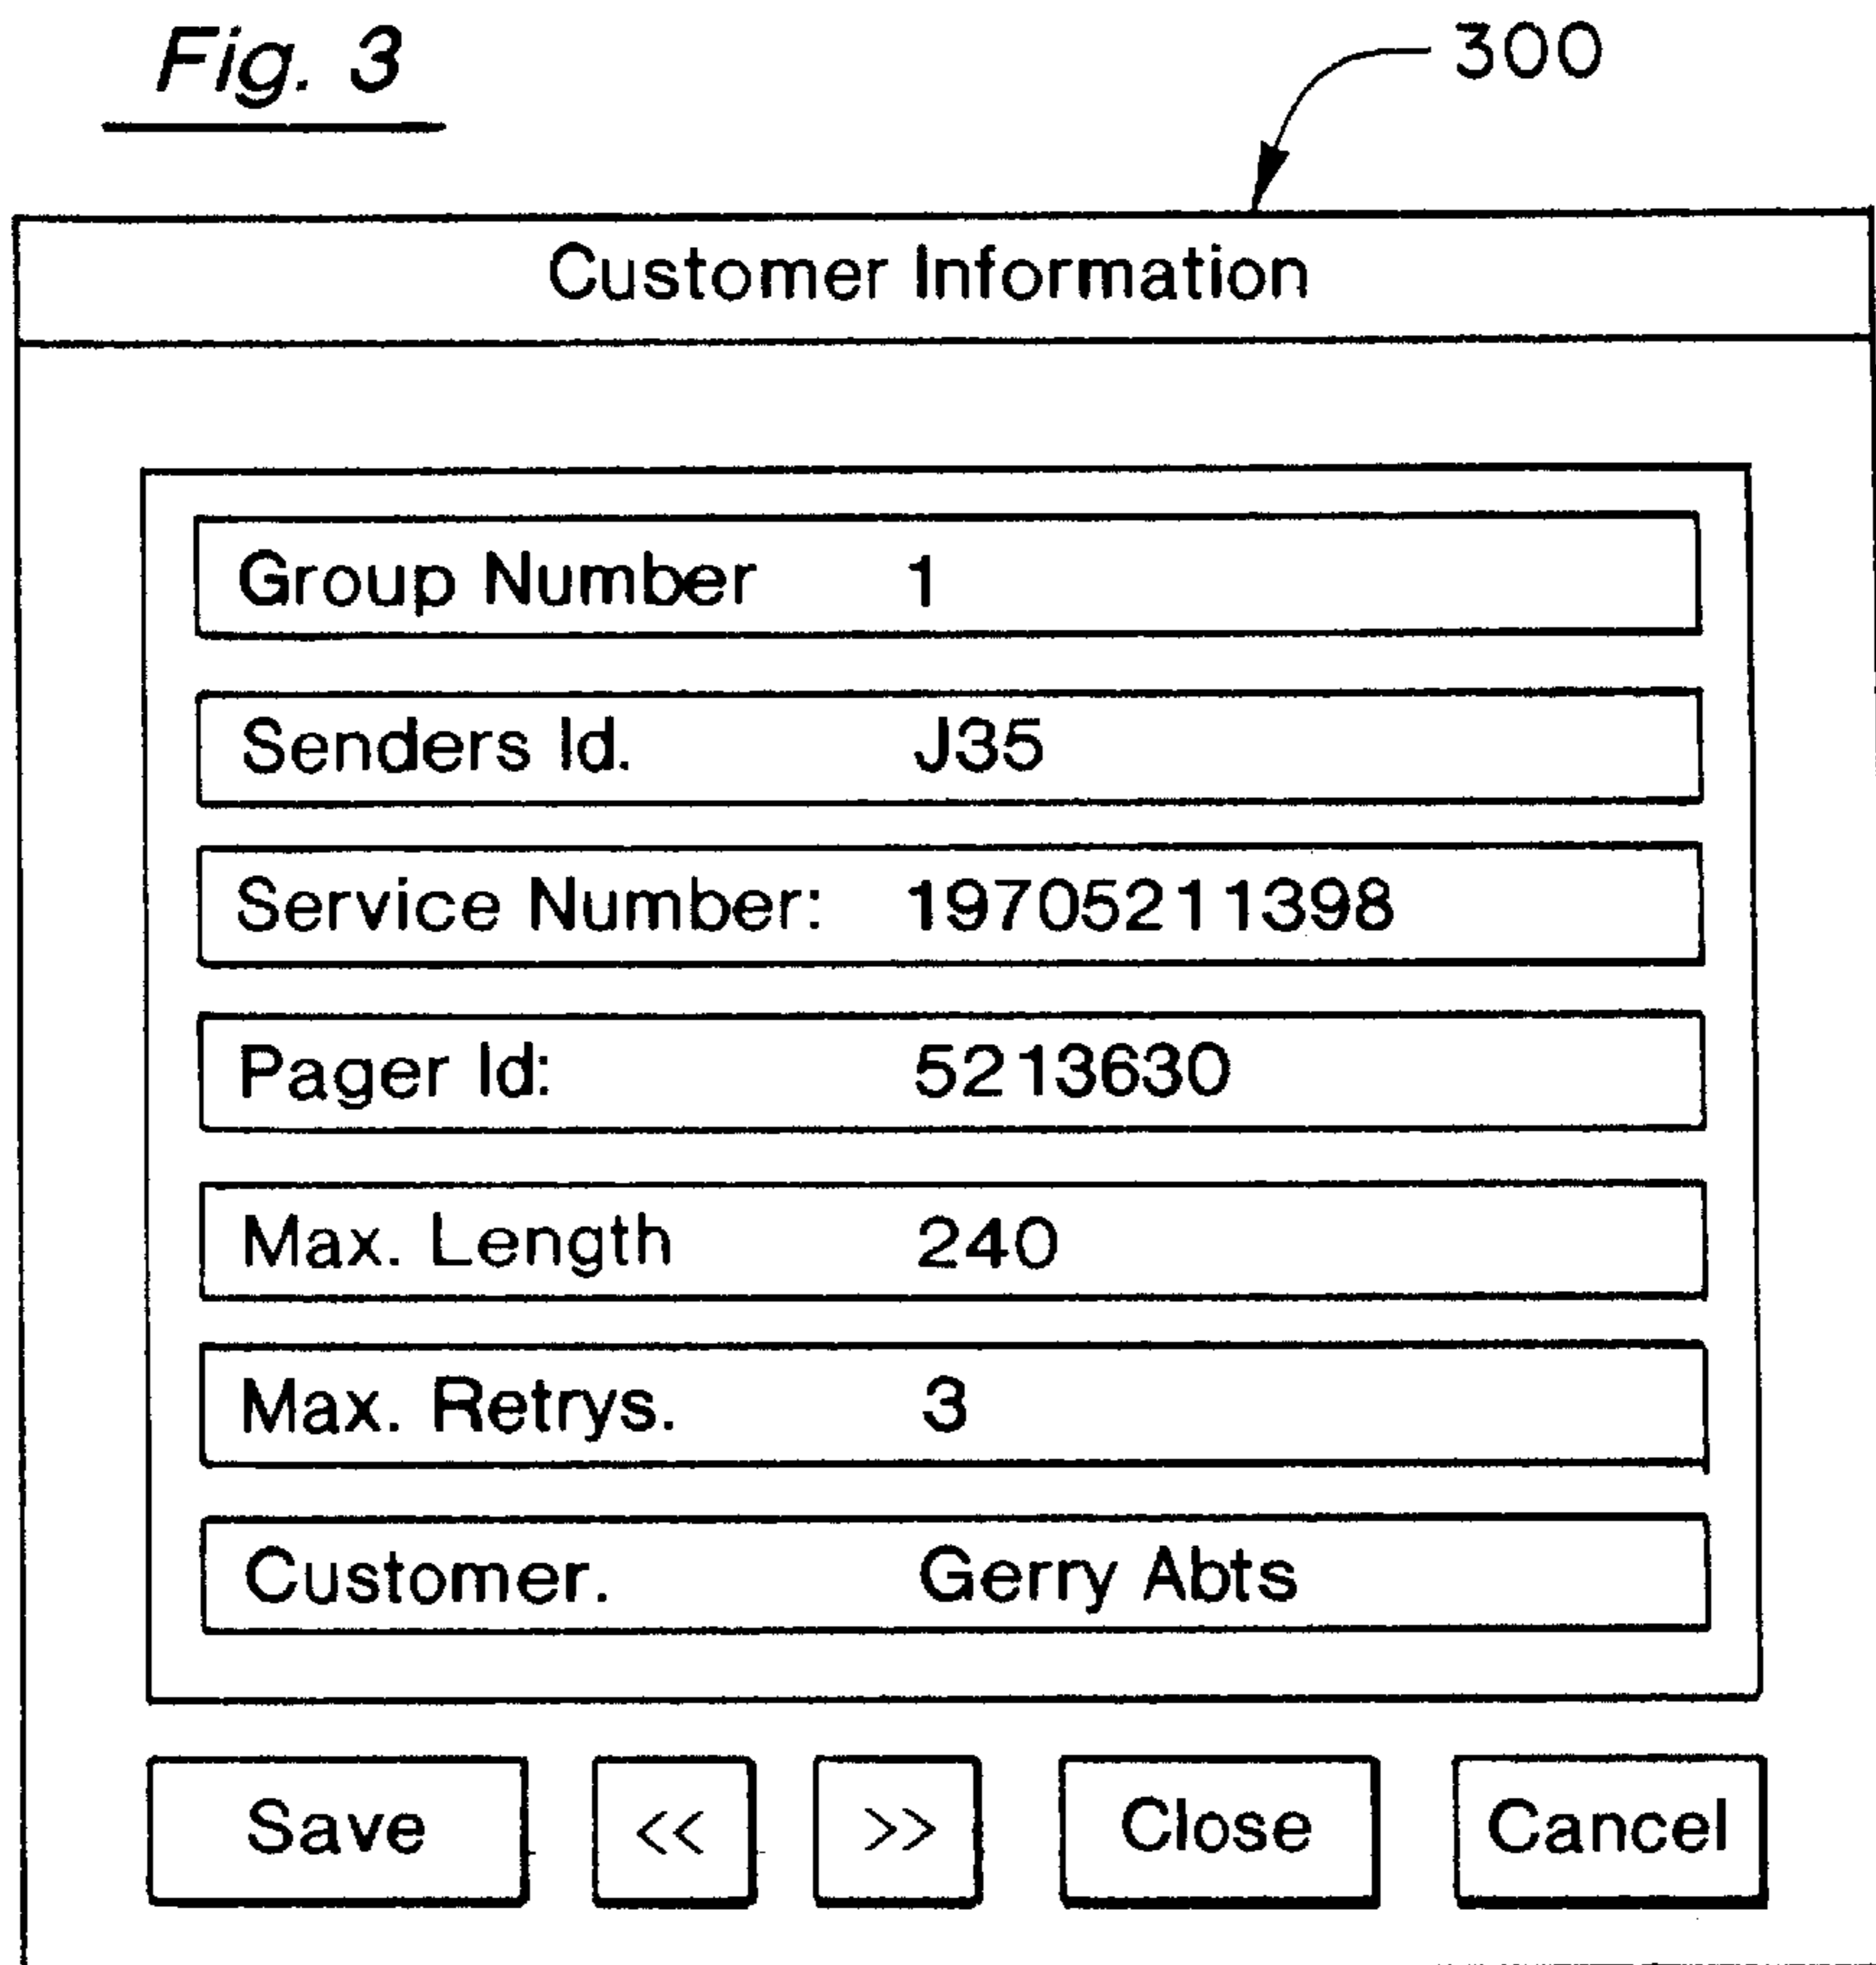 Fig. 3
300
Customer Information
Group Number 1
Senders Id. J35
Service Number: 19705211398
Pager Id: 5213630
Max. Length 240
Max. Retrys. 3
Customer. Gerry Abts
Save << >> Close Cancel